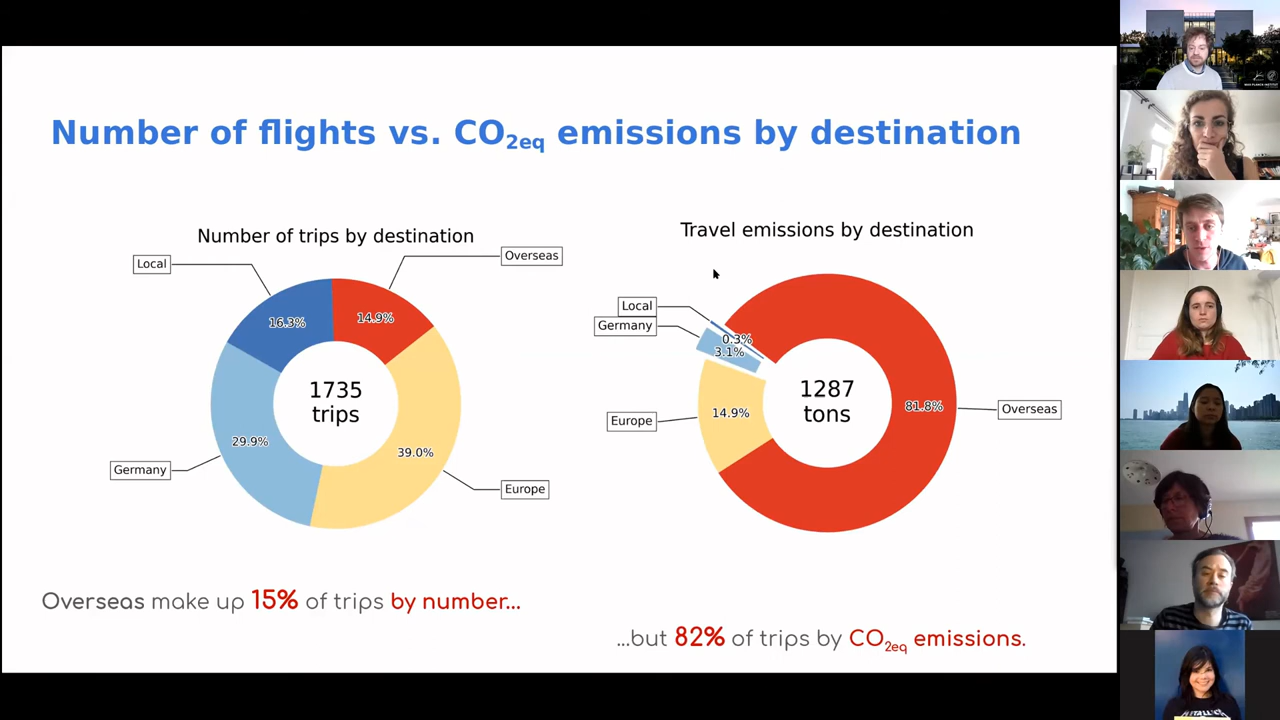 Number of flights vs. CO2eq emissions by destination
Number of trips by destination
Local
Overseas
16.3%
14.9%
1735
trips
29.9%
39.0%
Germany
Europe
Travel emissions by destination
Local
Germany
0.3%
3.1%
1287
tons
14.9%
81.8%
Europe
Overseas
Overseas make up 15% of trips by number...
...but 82% of trips by CO2eq emissions.
MAX PLANCK INSTITUT